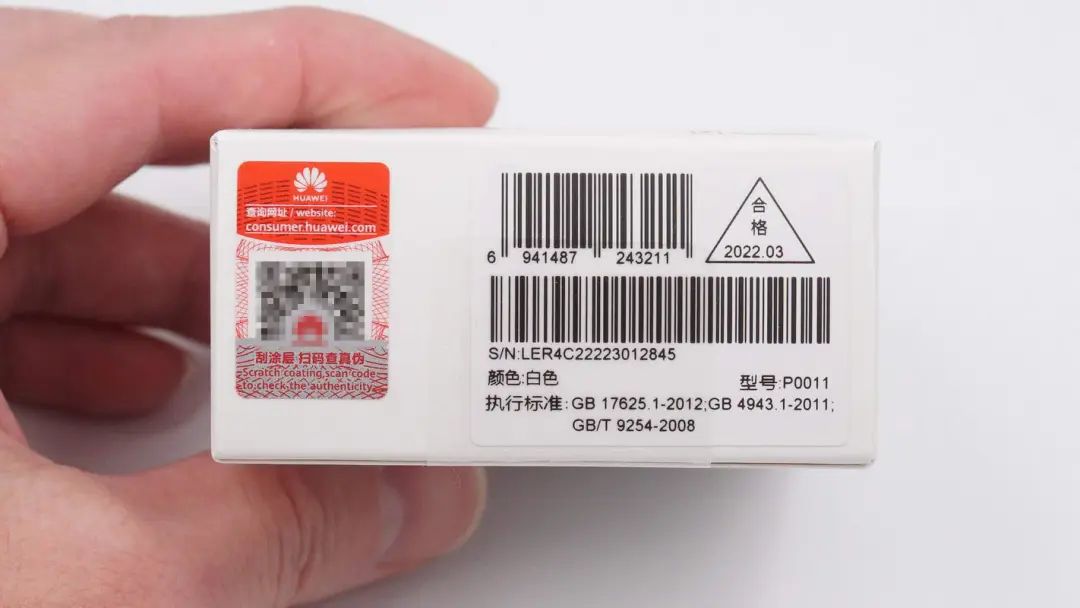 HUAWEI
查询网址 / website:
consumer.huawei.com
刮涂层 扫码查真伪
Scratch coating,scan code
to check the authenticity
6 941487 243211
合
格
2022.03
S/N:LER4C22223012845
颜色:白色
型号:P0011
执行标准:GB 17625.1-2012;GB 4943.1-2011;
GB/T 9254-2008